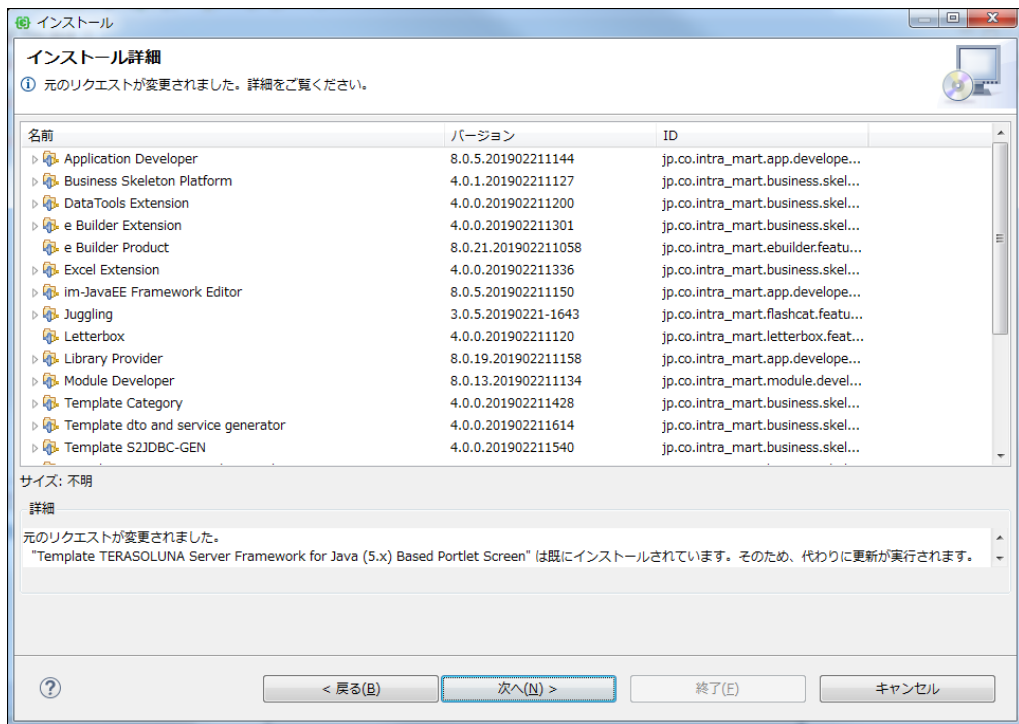 インストール
インストール詳細
元のリクエストが変更されました。詳細をご覧ください。
名前 バージョン ID
Application Developer 8.0.5.201902211144 jp.co.intra_mart.app.develope...
Business Skeleton Platform 4.0.1.201902211127 jp.co.intra_mart.business.skel...
DataTools Extension 4.0.0.201902211200 jp.co.intra_mart.business.skel...
e Builder Extension 4.0.0.201902211301 jp.co.intra_mart.business.skel...
e Builder Product 8.0.21.201902211058 jp.co.intra_mart.ebuilder.featu...
Excel Extension 4.0.0.201902211336 jp.co.intra_mart.business.skel...
im-JavaEE Framework Editor 8.0.5.201902211150 jp.co.intra_mart.app.develope...
Juggling 3.0.5.20190221-1643 jp.co.intra_mart.flashcat.featu...
Letterbox 4.0.0.201902211120 jp.co.intra_mart.letterbox.feat...
Library Provider 8.0.19.201902211158 jp.co.intra_mart.app.develope...
Module Developer 8.0.13.201902211134 jp.co.intra_mart.module.devel...
Template Category 4.0.0.201902211428 jp.co.intra_mart.business.skel...
Template dto and service generator 4.0.0.201902211614 jp.co.intra_mart.business.skel...
Template S2JDBC-GEN 4.0.0.201902211540 jp.co.intra_mart.business.skel...
サイズ: 不明
詳細
元のリクエストが変更されました。
"Template TERASOLUNA Server Framework for Java (5.x) Based Portlet Screen" は既にインストールされています。そのため、代わりに更新が実行されます。
? < 戻る(B) 次へ(N) > 終了(F) キャンセル